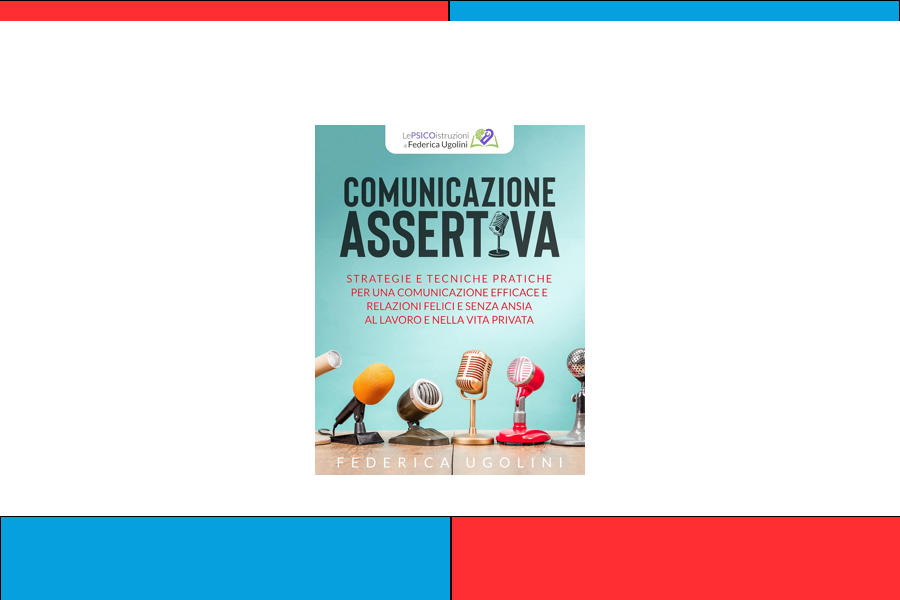 LePSICOistruzioni
di Federica Ugolini
COMUNICAZIONE
ASSERTIVA
STRATEGIE E TECNICHE PRATICHE
PER UNA COMUNICAZIONE EFFICACE E
RELAZIONI FELICI E SENZA ANSIA
AL LAVORO E NELLA VITA PRIVATA
FEDERICA UGOLINI